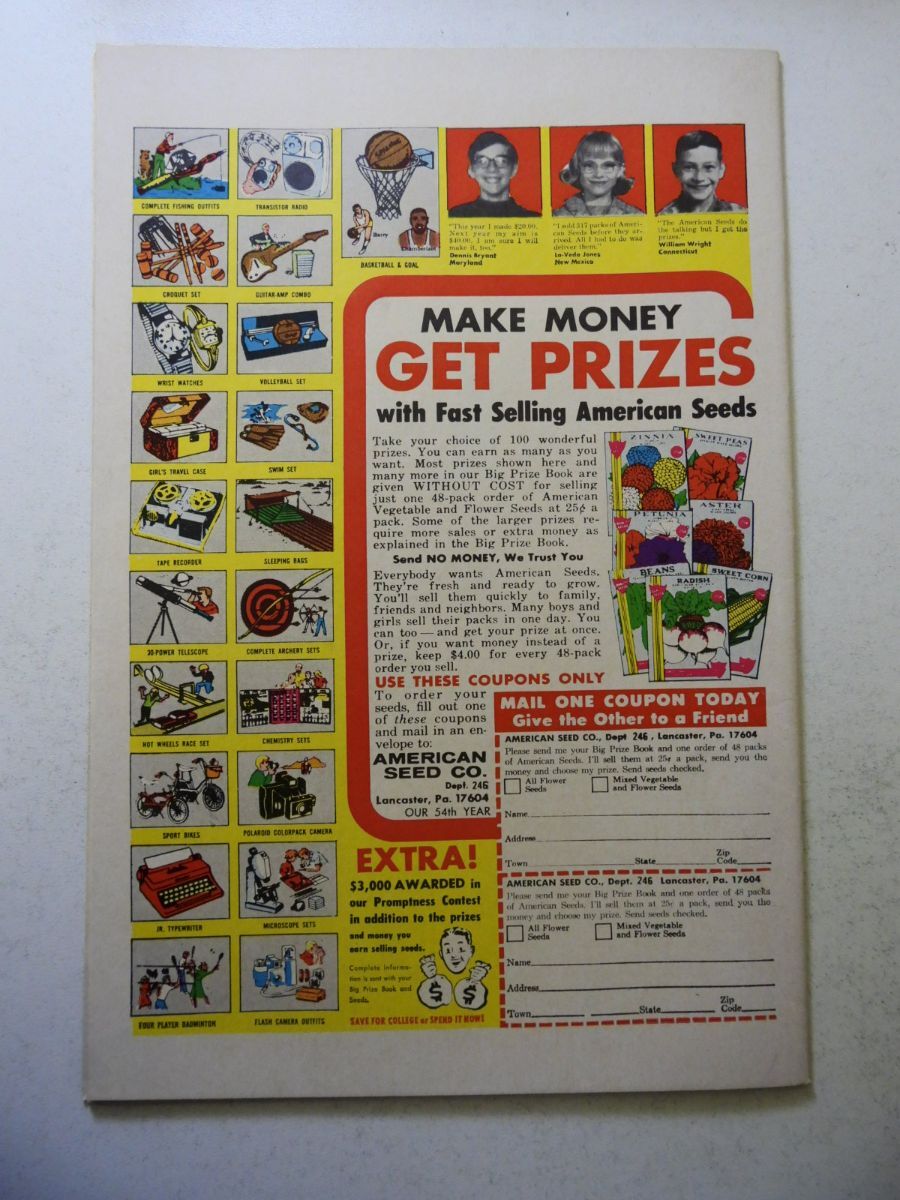 COMPLETE FISHING OUTFITS
TRANSISTOR RADIO
Barry
Chamberlain
BASKETBALL & GOAL
CROQUET SET
GUITAR-AMP COMBO
WRIST WATCHES
VOLLEYBALL SET
GIRL'S TRAVEL CASE
SWIM SET
TAPE RECORDER
SLEEPING BAGS
30-POWER TELESCOPE
COMPLETE ARCHERY SETS
HOT WHEELS RACE SET
CHEMISTRY SETS
SPORT BIKES
POLAROID COLORPACK CAMERA
JR. TYPEWRITER
MICROSCOPE SETS
FOUR PLAYER BADMINTON
FLASH CAMERA OUTFITS
"This year I made $20.00.
Next year my aim is
$40.00. I am sure I will
make it, too."
Dennis Bryant
Maryland
"I sold 317 packs of Ameri-
can Seeds before they ar-
rived. All I had to do was
deliver them."
La-Veda Jones
New Mexico
"The American Seeds do
the talking but I get the
prizes."
William Wright
Connecticut
MAKE MONEY
GET PRIZES
with Fast Selling American Seeds
Take your choice of 100 wonderful
prizes. You can earn as many as you
want. Most prizes shown here and
many more in our Big Prize Book are
given WITHOUT COST for selling
just one 48-pack order of American
Vegetable and Flower Seeds at 25¢ a
pack. Some of the larger prizes re-
quire more sales or extra money as
explained in the Big Prize Book.
Send NO MONEY, We Trust You
Everybody wants American Seeds.
They're fresh and ready to grow.
You'll sell them quickly to family,
friends and neighbors. Many boys and
girls sell their packs in one day. You
can too — and get your prize at once.
Or, if you want money instead of a
prize, keep $4.00 for every 48-pack
order you sell.
ZINNIA
SWEET PEAS
PETUNIA
ASTER
BEANS
RADISH
SWEET CORN
USE THESE COUPONS ONLY
To order your
seeds, fill out one
of these coupons
and mail in an en-
velope to:
AMERICAN
SEED CO.
Dept. 246
Lancaster, Pa. 17604
OUR 54th YEAR
MAIL ONE COUPON TODAY
Give the Other to a Friend
AMERICAN SEED CO., Dept 246, Lancaster, Pa. 17604
Please send me your Big Prize Book and one order of 48 packs
of American Seeds. I'll sell them at 25¢ a pack, send you the
money and choose my prize. Send seeds checked.
All Flower
Seeds
Mixed Vegetable
and Flower Seeds
Name
Address
Town State Zip Code
AMERICAN SEED CO., Dept. 246 Lancaster, Pa. 17604
Please send me your Big Prize Book and one order of 48 packs
of American Seeds. I'll sell them at 25¢ a pack, send you the
money and choose my prize. Send seeds checked.
All Flower
Seeds
Mixed Vegetable
and Flower Seeds
Name
Address
Town State Zip Code
EXTRA!
$3,000 AWARDED in
our Promptness Contest
in addition to the prizes
and money you
earn selling seeds.
Complete informa-
tion is sent with your
Big Prize Book and
Seeds.
$ $
SAVE FOR COLLEGE or SPEND IT NOW!